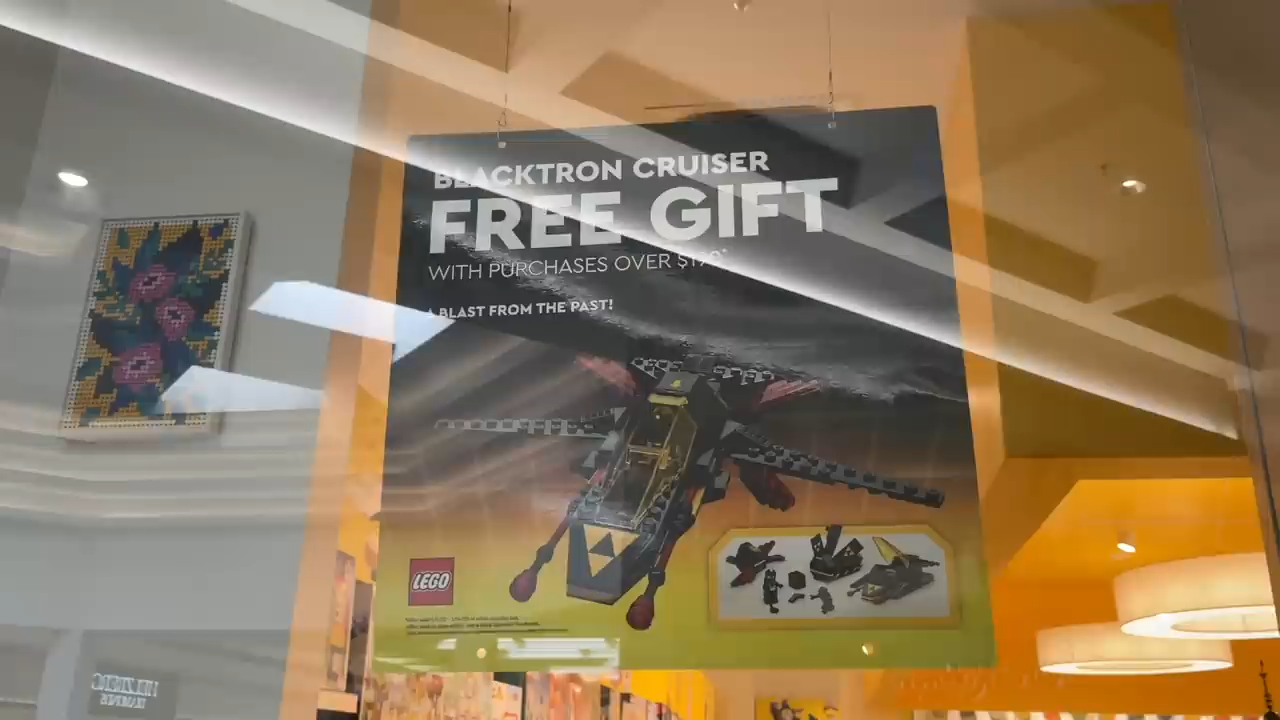 BLACKTRON CRUISER
FREE GIFT
WITH PURCHASES OVER
A BLAST FROM THE PAST!
LEGO